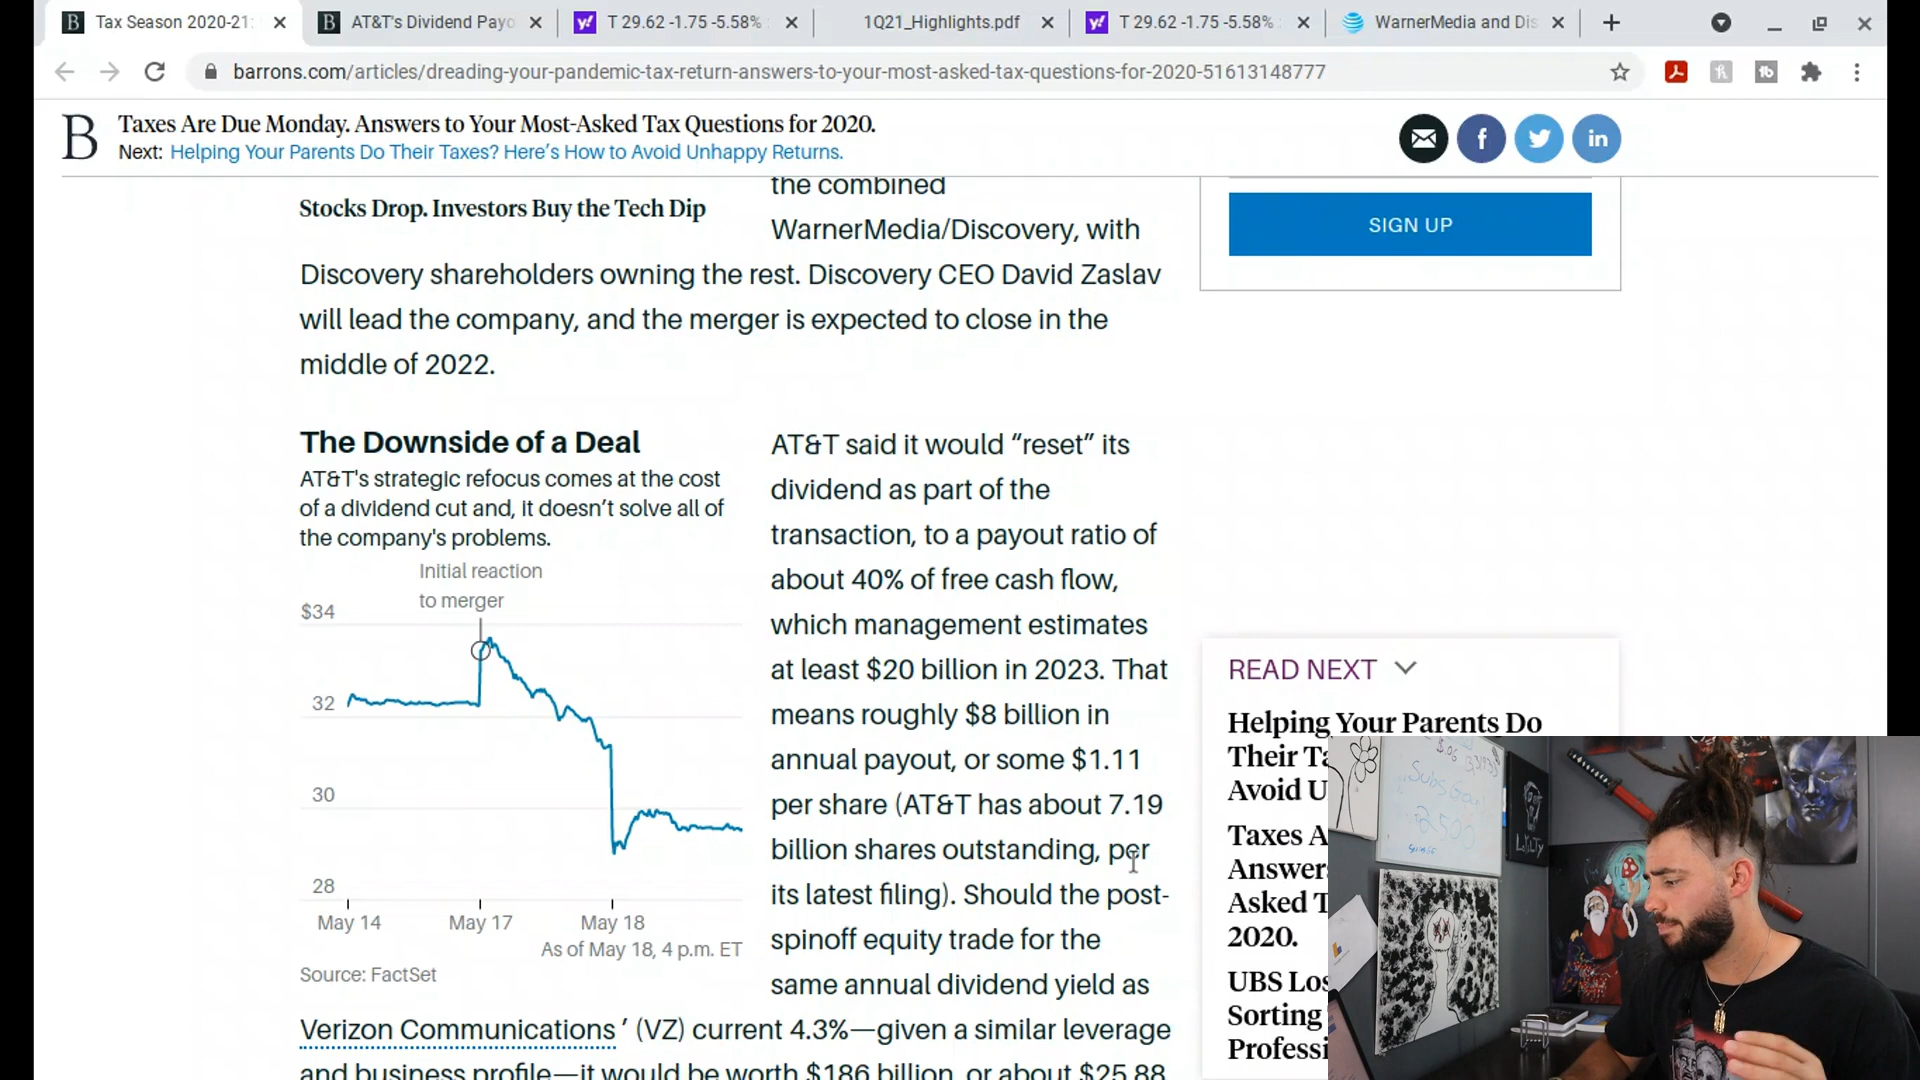 B Tax Season 2020-21:
B AT&T's Dividend Payo
y! T 29.62 -1.75 -5.58%
1Q21_Highlights.pdf
y! T 29.62 -1.75 -5.58%
WarnerMedia and Dis
barrons.com/articles/dreading-your-pandemic-tax-return-answers-to-your-most-asked-tax-questions-for-2020-51613148777
B
Taxes Are Due Monday. Answers to Your Most-Asked Tax Questions for 2020.
Next: Helping Your Parents Do Their Taxes? Here's How to Avoid Unhappy Returns.
f
in
Stocks Drop. Investors Buy the Tech Dip
the combined
WarnerMedia/Discovery, with
Discovery shareholders owning the rest. Discovery CEO David Zaslav
will lead the company, and the merger is expected to close in the
middle of 2022.
SIGN UP
The Downside of a Deal
AT&T's strategic refocus comes at the cost
of a dividend cut and, it doesn't solve all of
the company's problems.
Initial reaction
to merger
$34
32
30
28
May 14
May 17
May 18
As of May 18, 4 p.m. ET
Source: FactSet
AT&T said it would “reset” its
dividend as part of the
transaction, to a payout ratio of
about 40% of free cash flow,
which management estimates
at least $20 billion in 2023. That
means roughly $8 billion in
annual payout, or some $1.11
per share (AT&T has about 7.19
billion shares outstanding, per
its latest filing). Should the post-
spinoff equity trade for the
same annual dividend yield as
Verizon Communications ’ (VZ) current 4.3%—given a similar leverage
and business profile—it would be worth $186 billion, or about $25.88
READ NEXT
Helping Your Parents Do
Their Ta
Avoid U
Taxes A
Answer
Asked T
2020.
UBS Los
Sorting
Professi
Subs Goal
2500
LOYALTY